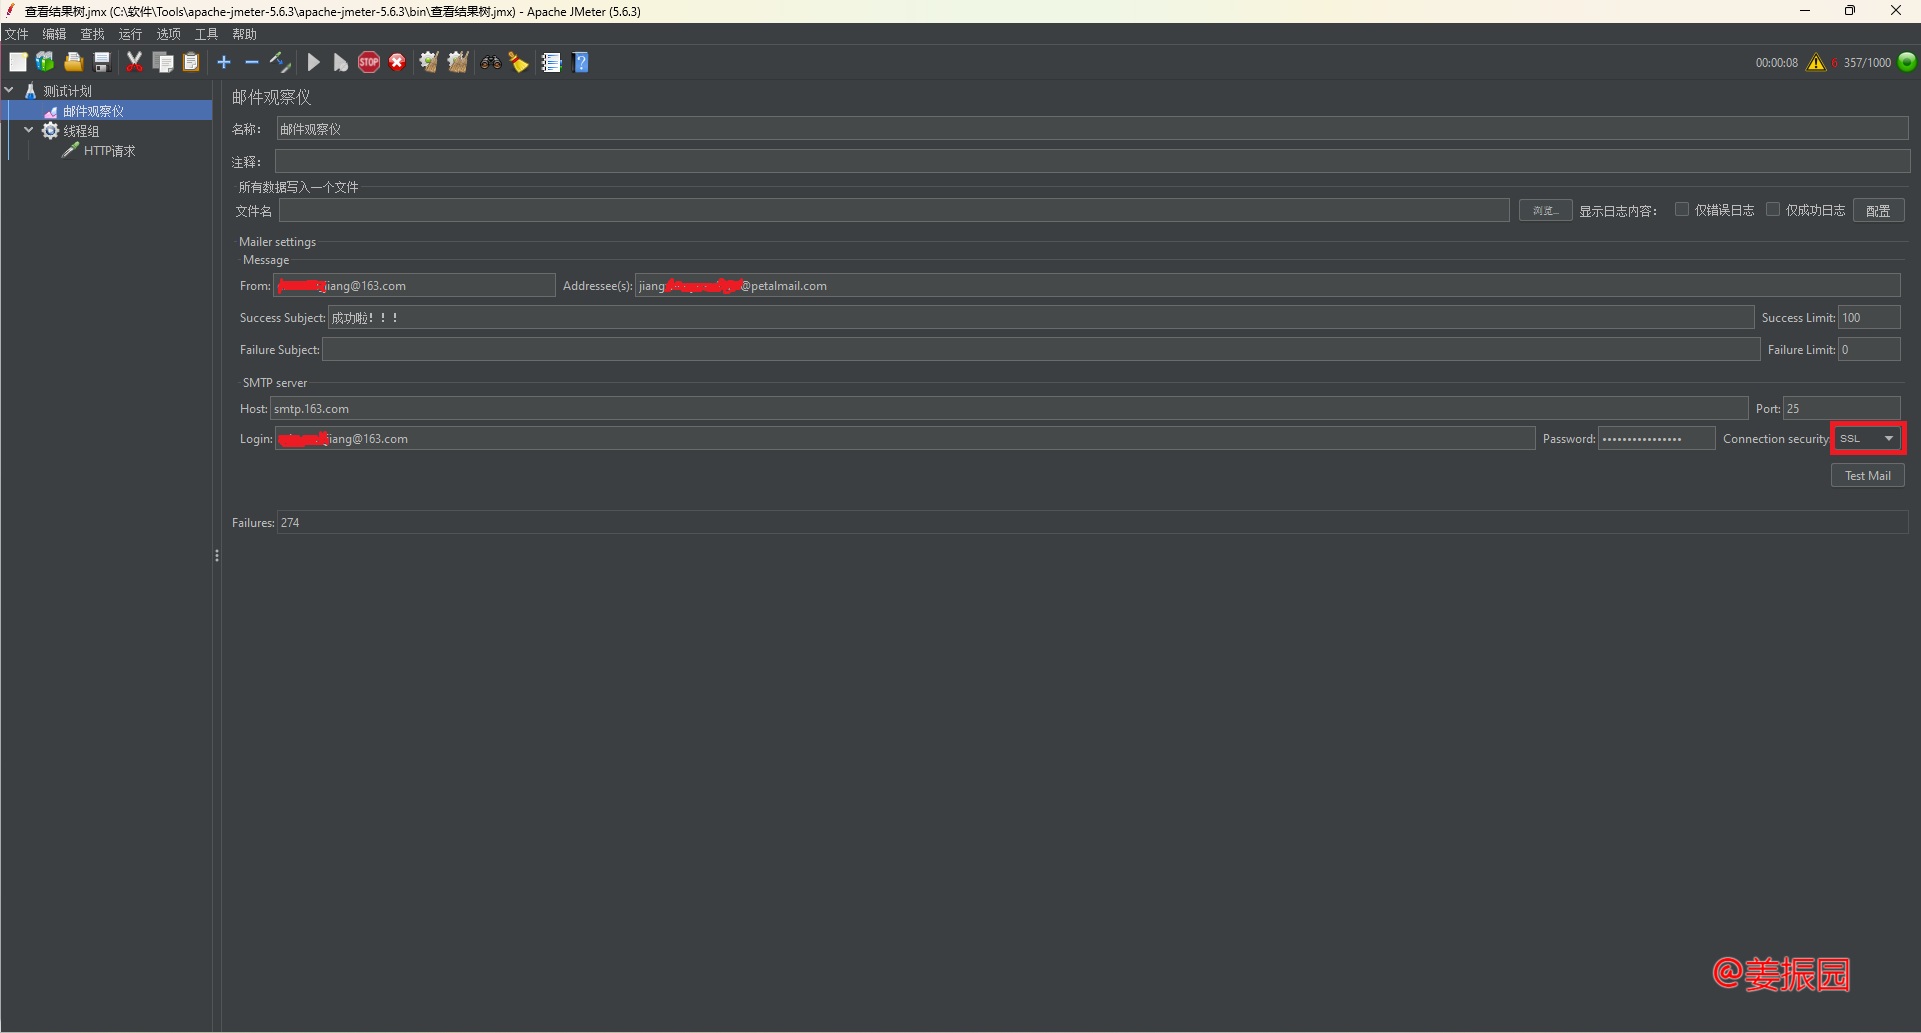 查看结果树.jmx (C:\软件\Tools\apache-jmeter-5.6.3\apache-jmeter-5.6.3\bin\查看结果树.jmx) - Apache JMeter (5.6.3)
文件 编辑 查找 运行 选项 工具 帮助
STOP 00:00:08 6 357/1000
测试计划
邮件观察仪
线程组
HTTP请求
邮件观察仪
名称： 邮件观察仪
注释：
所有数据写入一个文件
文件名 浏览... 显示日志内容： 仅错误日志 仅成功日志 配置
Mailer settings
Message
From: jiang@163.com Addressee(s): jiang @petalmail.com
Success Subject: 成功啦！！！ Success Limit: 100
Failure Subject: Failure Limit: 0
SMTP server
Host: smtp.163.com Port: 25
Login: jiang@163.com Password: •••••••••••••••• Connection security: SSL
Test Mail
Failures: 274
@姜振园